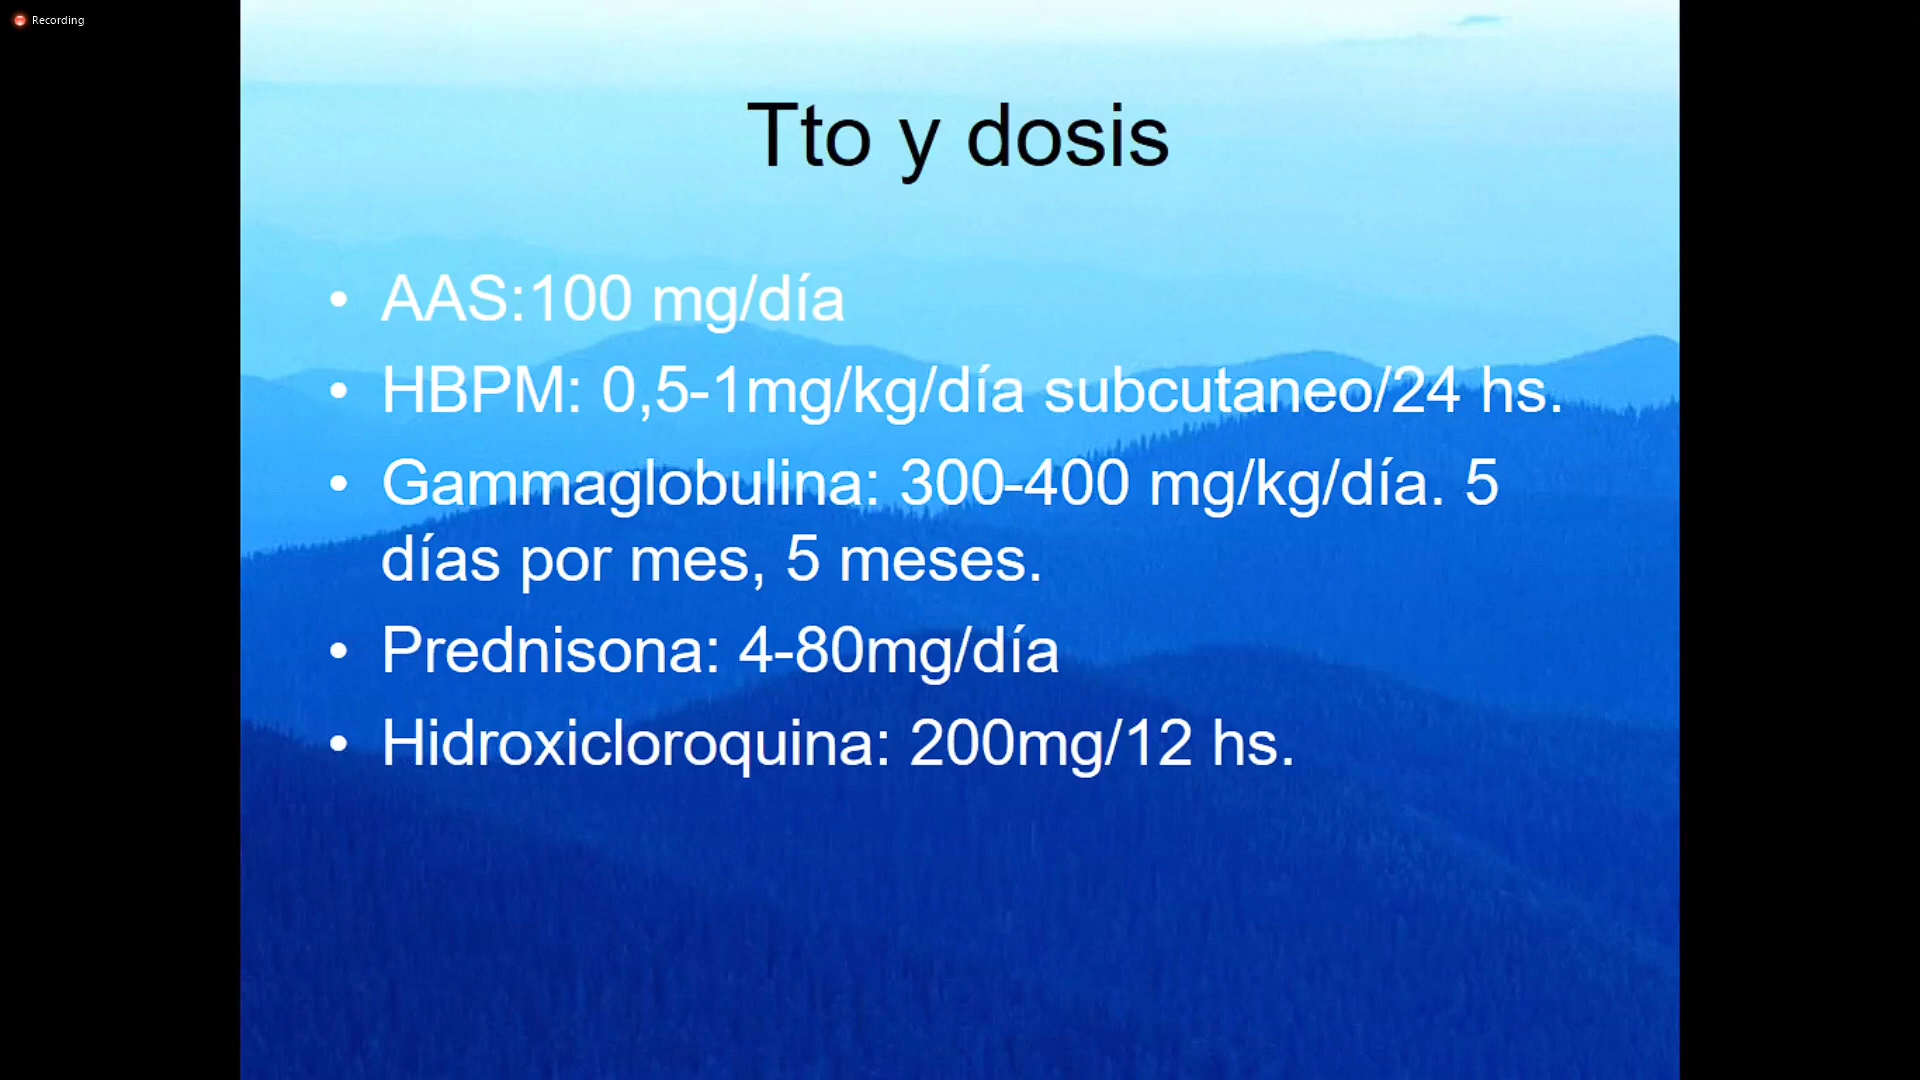 Recording
Tto y dosis
• AAS:100 mg/día
• HBPM: 0,5-1mg/kg/día subcutaneo/24 hs.
• Gammaglobulina: 300-400 mg/kg/día. 5
días por mes, 5 meses.
• Prednisona: 4-80mg/día
• Hidroxicloroquina: 200mg/12 hs.